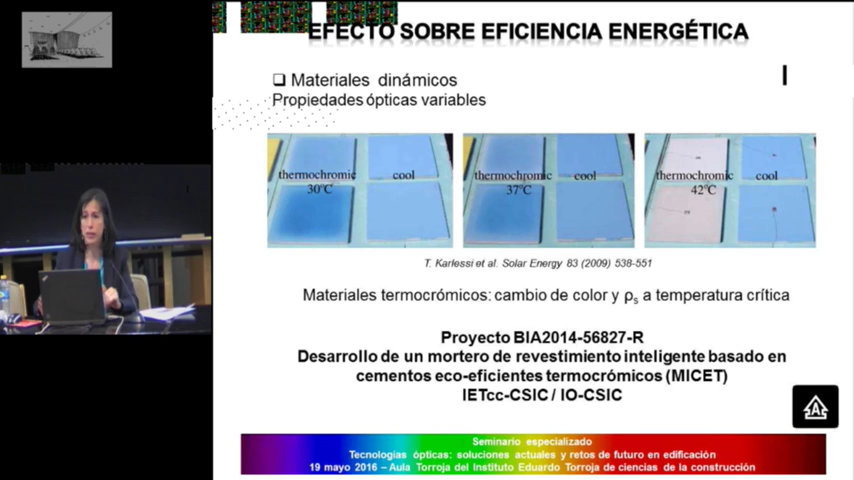 EFECTO SOBRE EFICIENCIA ENERGÉTICA
Materiales dinámicos
Propiedades ópticas variables
thermochromic cool
30°C
thermochromic cool
37°C
thermochromic cool
42°C
T. Karlessi et al. Solar Energy 83 (2009) 538-551
Materiales termocrómicos: cambio de color y ρs a temperatura crítica
Proyecto BIA2014-56827-R
Desarrollo de un mortero de revestimiento inteligente basado en
cementos eco-eficientes termocrómicos (MICET)
IETcc-CSIC / IO-CSIC
A
Seminario especializado
Tecnologías ópticas: soluciones actuales y retos de futuro en edificación
19 mayo 2016 – Aula Torroja del Instituto Eduardo Torroja de ciencias de la construcción